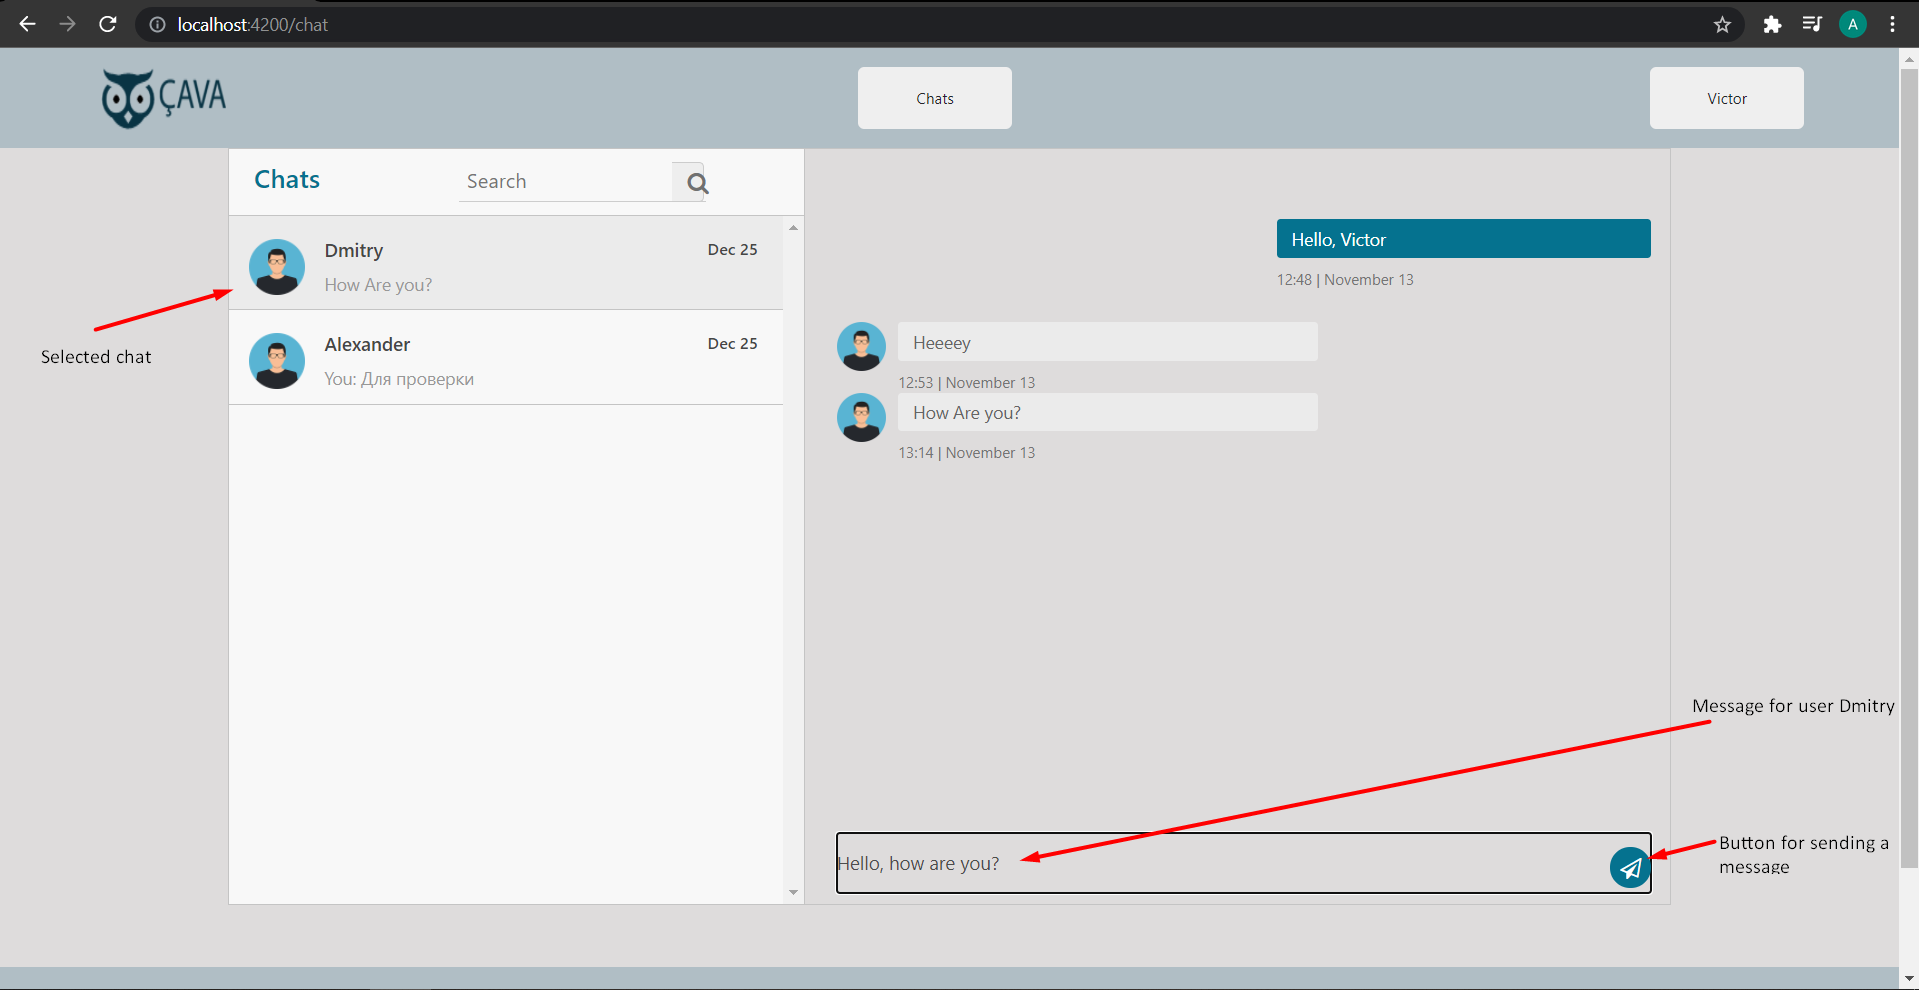 localhost:4200/chat
A
ÇAVA
Chats
Victor
Chats
Search
Dmitry
Dec 25
How Are you?
Alexander
Dec 25
You: Для проверки
Selected chat
Hello, Victor
12:48 | November 13
Heeeey
12:53 | November 13
How Are you?
13:14 | November 13
Message for user Dmitry
Hello, how are you?
Button for sending a
message